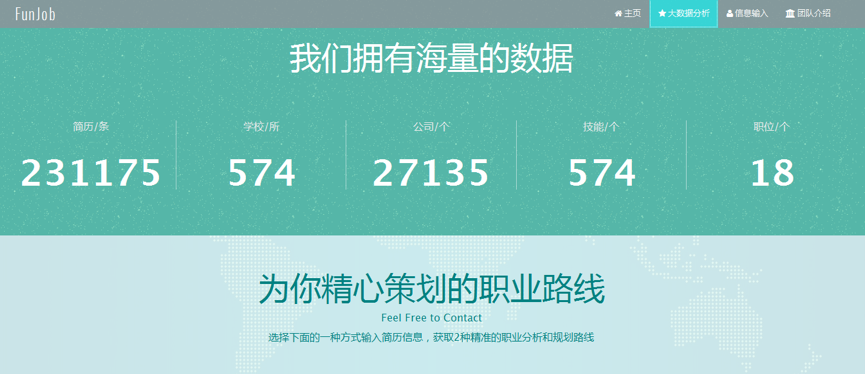 FunJob 主页 大数据分析 信息输入 团队介绍
我们拥有海量的数据
简历/条 学校/所 公司/个 技能/个 职位/个
231175 574 27135 574 18
为你精心策划的职业路线
Feel Free to Contact
选择下面的一种方式输入简历信息，获取2种精准的职业分析和规划路线